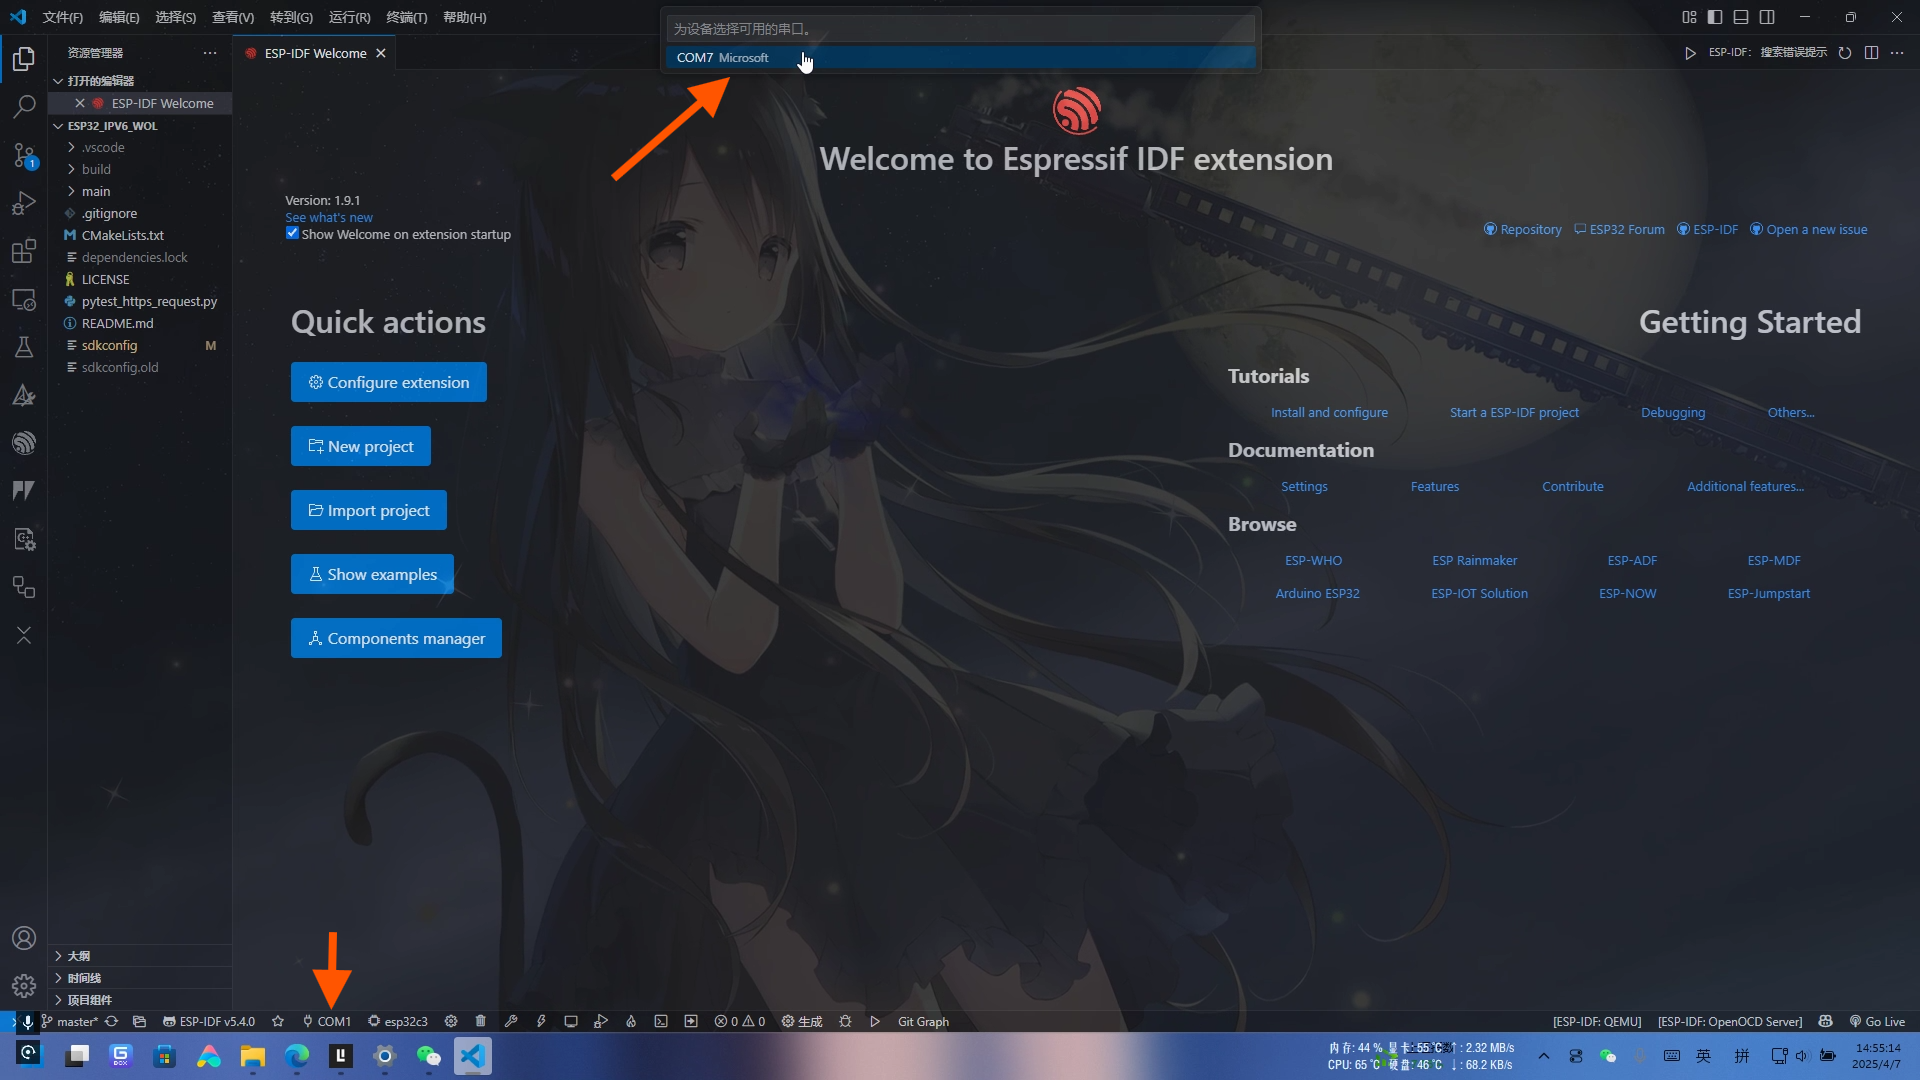 文件(F) 编辑(E) 选择(S) 查看(V) 转到(G) 运行(R) 终端(T) 帮助(H)
为设备选择可用的串口。
COM7 Microsoft
资源管理器
ESP-IDF Welcome
ESP-IDF: 搜索错误提示
打开的编辑器
ESP-IDF Welcome
ESP32_IPV6_WOL
.vscode
build
main
.gitignore
CMakeLists.txt
dependencies.lock
LICENSE
pytest_https_request.py
README.md
sdkconfig M
sdkconfig.old
大纲
时间线
项目组件
1
Welcome to Espressif IDF extension
Version: 1.9.1
See what's new
Show Welcome on extension startup
Repository ESP32 Forum ESP-IDF Open a new issue
Quick actions
Configure extension
New project
Import project
Show examples
Components manager
Getting Started
Tutorials
Install and configure Start a ESP-IDF project Debugging Others...
Documentation
Settings Features Contribute Additional features...
Browse
ESP-WHO ESP Rainmaker ESP-ADF ESP-MDF
Arduino ESP32 ESP-IOT Solution ESP-NOW ESP-Jumpstart
master* ESP-IDF v5.4.0 COM1 esp32c3 0 0 生成 Git Graph [ESP-IDF: QEMU] [ESP-IDF: OpenOCD Server] Go Live
内存: 44 % 显卡: 55 °C ↑: 2.32 MB/s
CPU: 65 °C 硬盘: 46 °C ↓: 68.2 KB/s
英 拼
14:55:14
2025/4/7